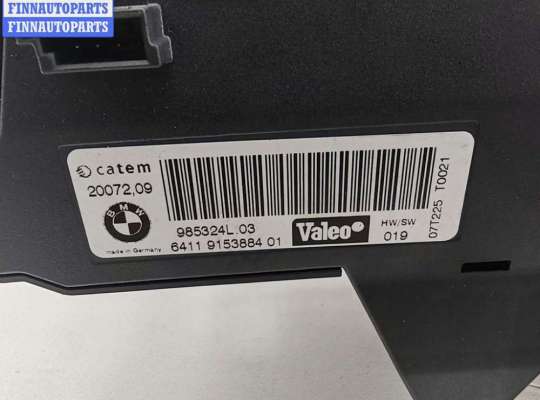 FINNAUTOPARTS
FINNAUTOPARTS
catem
20072,09
BMW
made in Germany
985324L.03
6411 9153884 01
Valeo
HW/SW
019
07T225 T0021